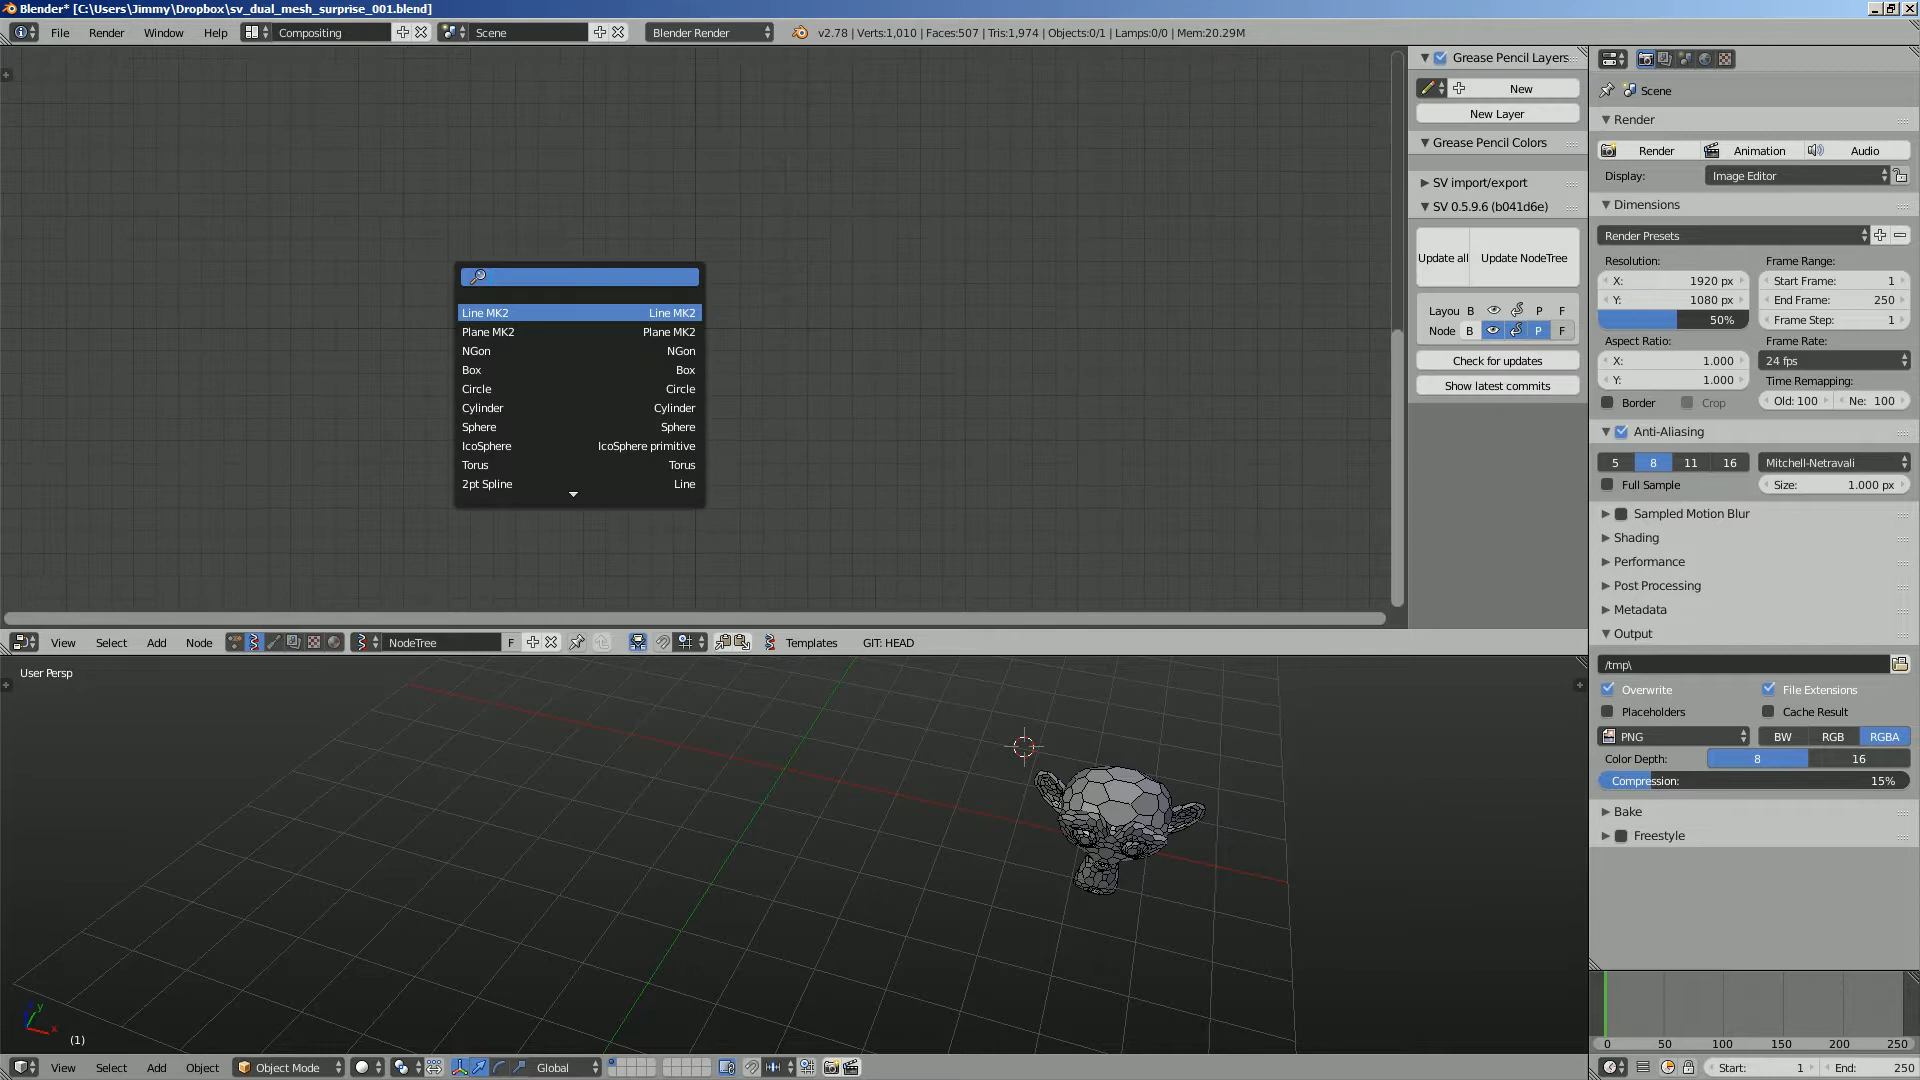 Blender* [C:\Users\Jimmy\Dropbox\sv_dual_mesh_surprise_001.blend]
File Render Window Help Compositing Scene Blender Render v2.78 | Verts:1,010 | Faces:507 | Tris:1,974 | Objects:0/1 | Lamps:0/0 | Mem:20.29M
Line MK2 Line MK2
Plane MK2 Plane MK2
NGon NGon
Box Box
Circle Circle
Cylinder Cylinder
Sphere Sphere
IcoSphere IcoSphere primitive
Torus Torus
2pt Spline Line
Grease Pencil Layers
New
New Layer
Grease Pencil Colors
SV import/export
SV 0.5.9.6 (b041d6e)
Update all Update NodeTree
Layou B P F
Node B P F
Check for updates
Show latest commits
View Select Add Node NodeTree F Templates GIT: HEAD
User Persp
(1)
View Select Add Object Object Mode Global
Scene
Render
Render Animation Audio
Display: Image Editor
Dimensions
Render Presets
Resolution: Frame Range:
X: 1920 px Start Frame: 1
Y: 1080 px End Frame: 250
50% Frame Step: 1
Aspect Ratio: Frame Rate:
X: 1.000 24 fps
Y: 1.000 Time Remapping:
Border Crop Old: 100 Ne: 100
Anti-Aliasing
5 8 11 16 Mitchell-Netravali
Full Sample Size: 1.000 px
Sampled Motion Blur
Shading
Performance
Post Processing
Metadata
Output
/tmp\
Overwrite File Extensions
Placeholders Cache Result
PNG BW RGB RGBA
Color Depth: 8 16
Compression: 15%
Bake
Freestyle
0 50 100 150 200 250
Start: 1 End: 250